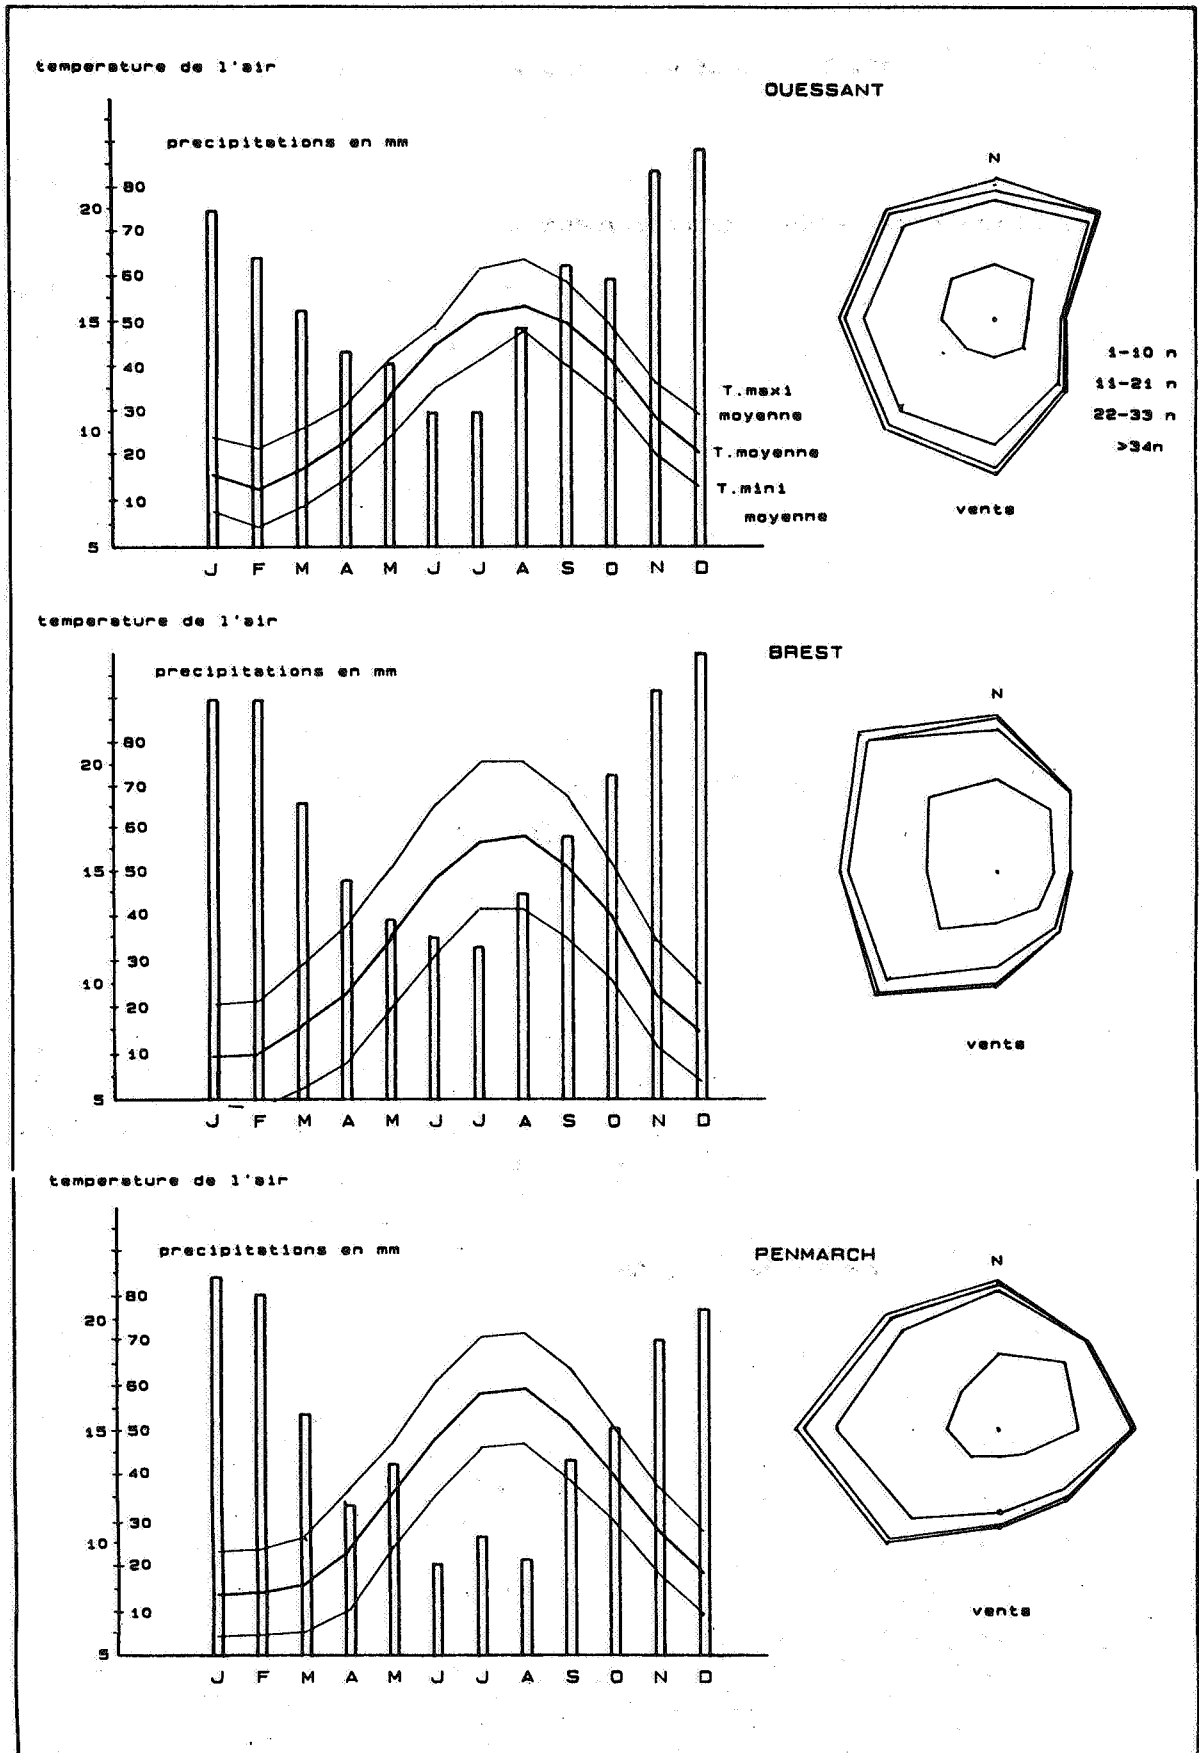 temperature de l'air
OUESSANT
precipitations en mm
N
80
20
70
60
15 50
40
30
10
20
10
5
T.maxi
moyenne
T.moyenne
T.mini
moyenne
1-10 n
11-21 n
22-33 n
>34n
vents
J F M A M J J A S O N D
temperature de l'air
BREST
precipitations en mm
N
80
20
70
60
15 50
40
30
10
20
10
5
vents
J F M A M J J A S O N D
temperature de l'air
precipitations en mm
PENMARCH
N
80
20
70
60
15 50
40
30
10
20
10
5
vents
J F M A M J J A S O N D